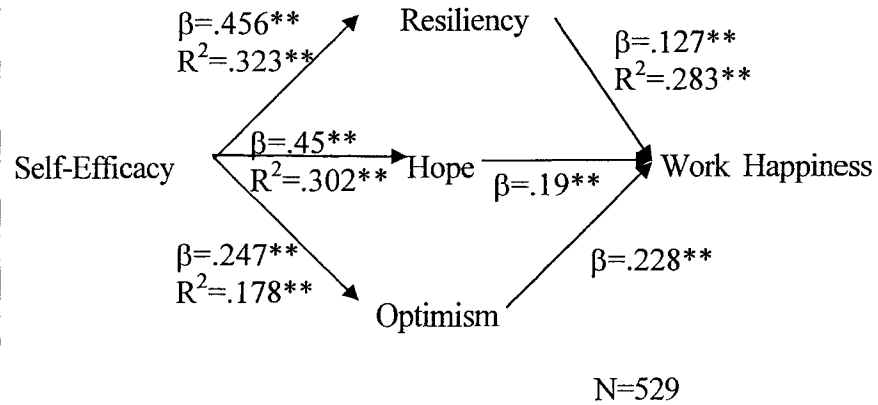 β=.456**
R²=.323**
Resiliency
β=.127**
R²=.283**
Self-Efficacy
β=.45**
R²=.302**
Hope
β=.19**
Work Happiness
β=.247**
R²=.178**
β=.228**
Optimism
N=529